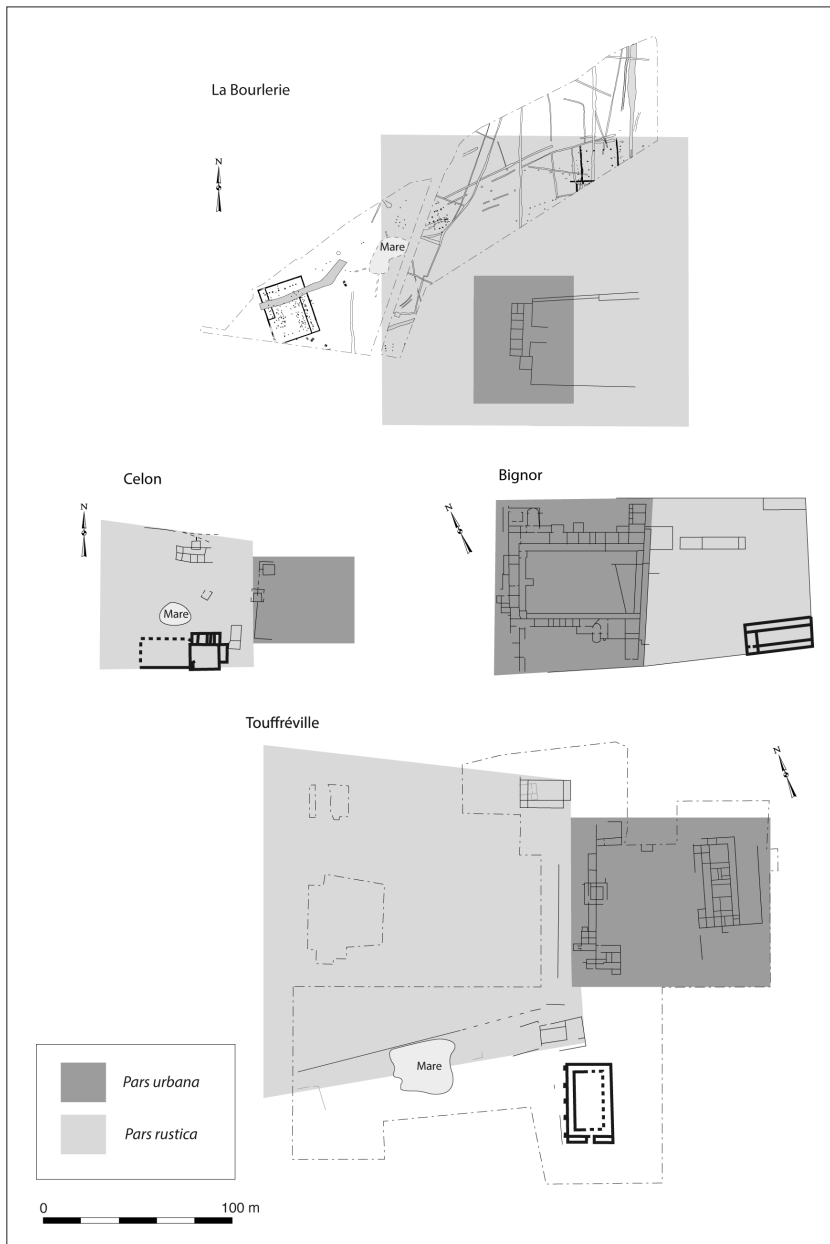 La Bourlerie
N
Mare
Celon
Bignor
N
N
Mare
Touffréville
N
Mare
Pars urbana
Pars rustica
0 100 m